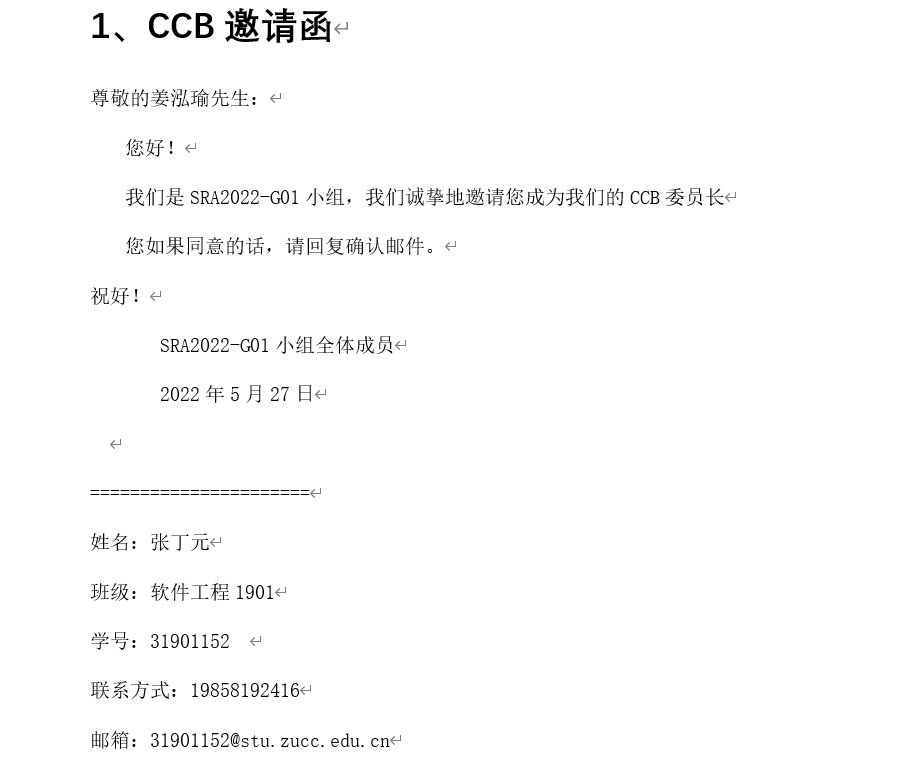 1、CCB 邀请函
尊敬的姜泓瑜先生：
您好！
我们是 SRA2022-G01 小组，我们诚挚地邀请您成为我们的 CCB 委员长
您如果同意的话，请回复确认邮件。
祝好！
SRA2022-G01 小组全体成员
2022 年 5 月 27 日
======================
姓名：张丁元
班级：软件工程 1901
学号：31901152
联系方式：19858192416
邮箱：31901152@stu.zucc.edu.cn